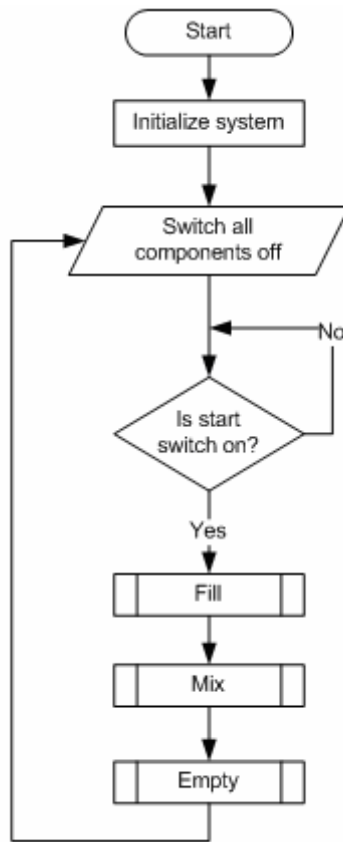 Start
Initialize system
Switch all
components off
No
Is start
switch on?
Yes
Fill
Mix
Empty